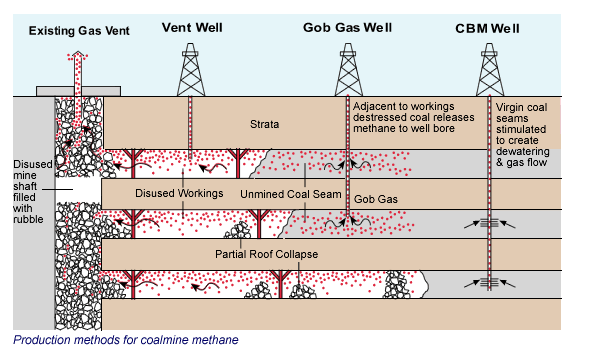 Existing Gas Vent
Vent Well
Gob Gas Well
CBM Well
Adjacent to workings
destressed coal releases
methane to well bore
Virgin coal
seams
stimulated
to create
dewatering
& gas flow
Strata
Disused
mine
shaft
filled
with
rubble
Disused Workings
Unmined Coal Seam
Gob Gas
Partial Roof Collapse
Production methods for coalmine methane